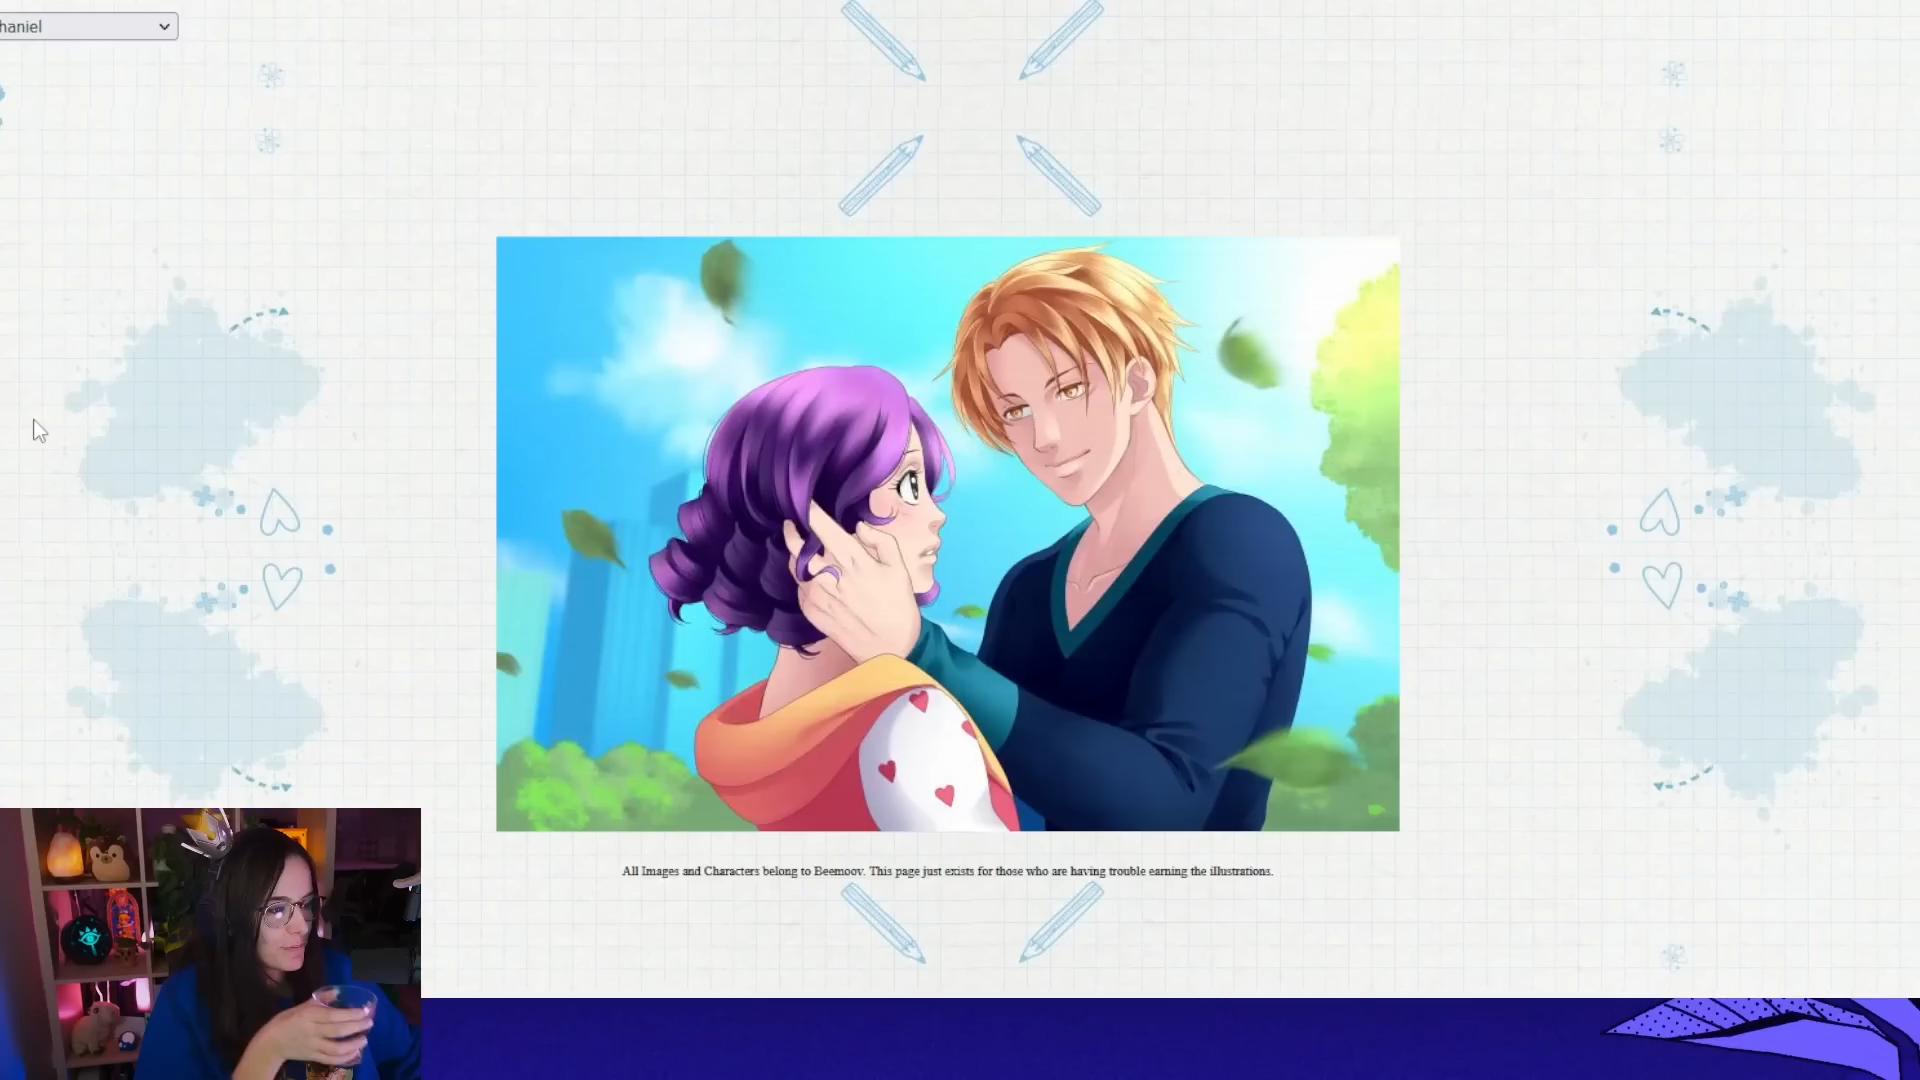 haniel
All Images and Characters belong to Beemoov. This page just exists for those who are having trouble earning the illustrations.